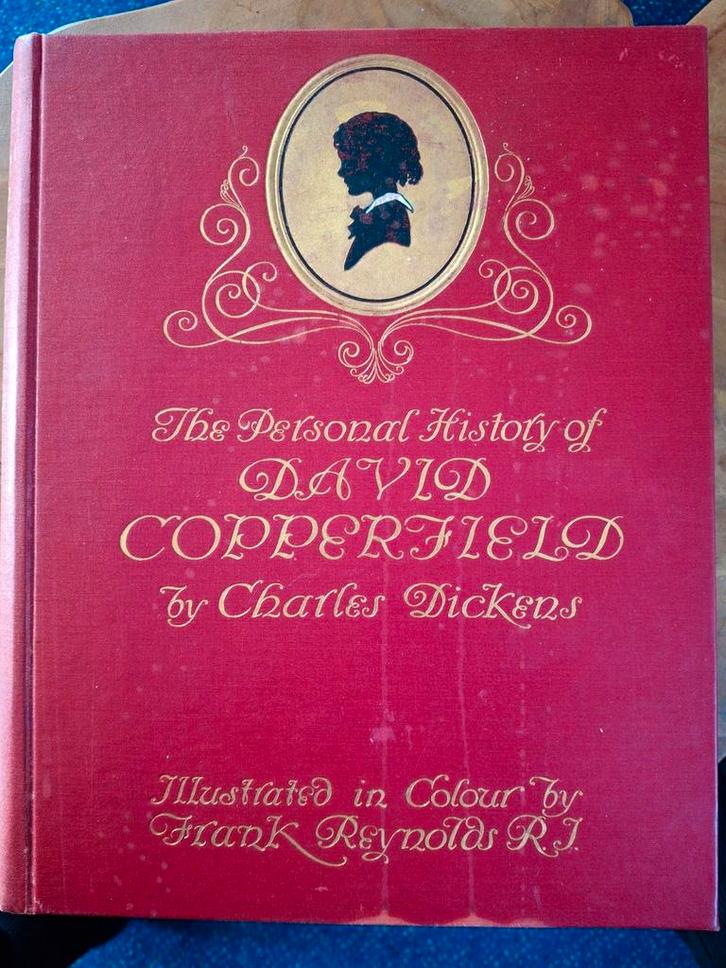 The Personal History of
DAVID
COPPERFIELD
by Charles Dickens
Illustrated in Colour by
Frank Reynolds R.I.